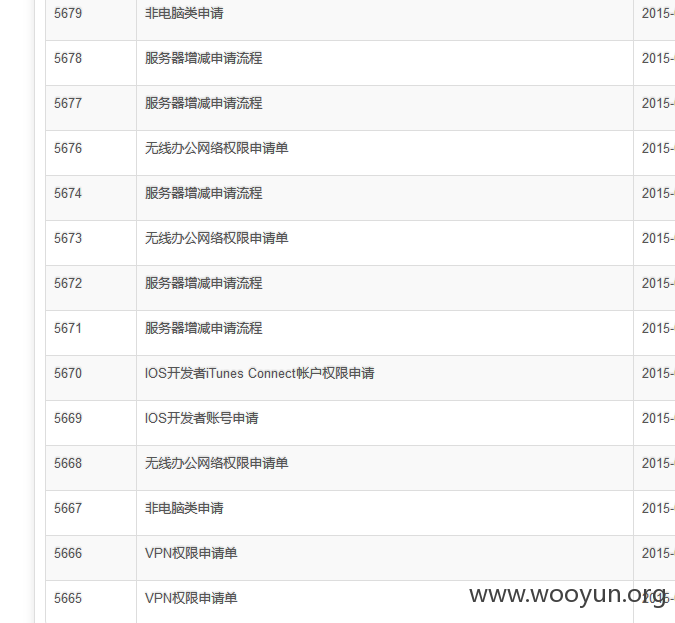 5679 非电脑类申请 2015-
5678 服务器增减申请流程 2015-
5677 服务器增减申请流程 2015-
5676 无线办公网络权限申请单 2015-
5674 服务器增减申请流程 2015-
5673 无线办公网络权限申请单 2015-
5672 服务器增减申请流程 2015-
5671 服务器增减申请流程 2015-
5670 IOS开发者iTunes Connect帐户权限申请 2015-
5669 IOS开发者账号申请 2015-
5668 无线办公网络权限申请单 2015-
5667 非电脑类申请 2015-
5666 VPN权限申请单 2015-
5665 VPN权限申请单 2015-
www.wooyun.org